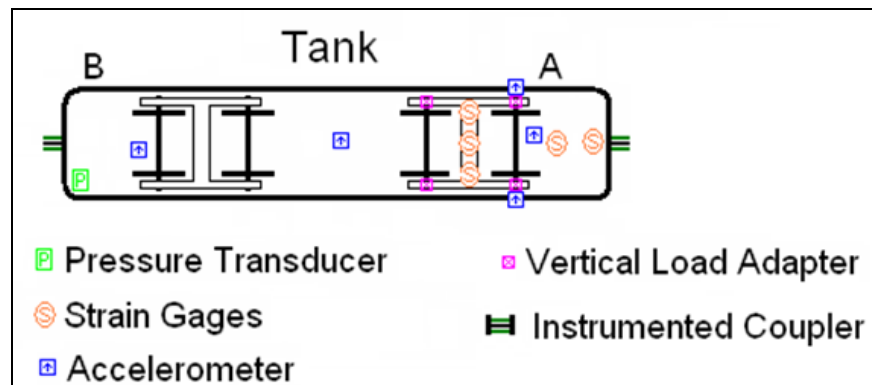 Tank
B A
P
S
S
S
S
S
Pressure Transducer
Vertical Load Adapter
Strain Gages
Instrumented Coupler
Accelerometer